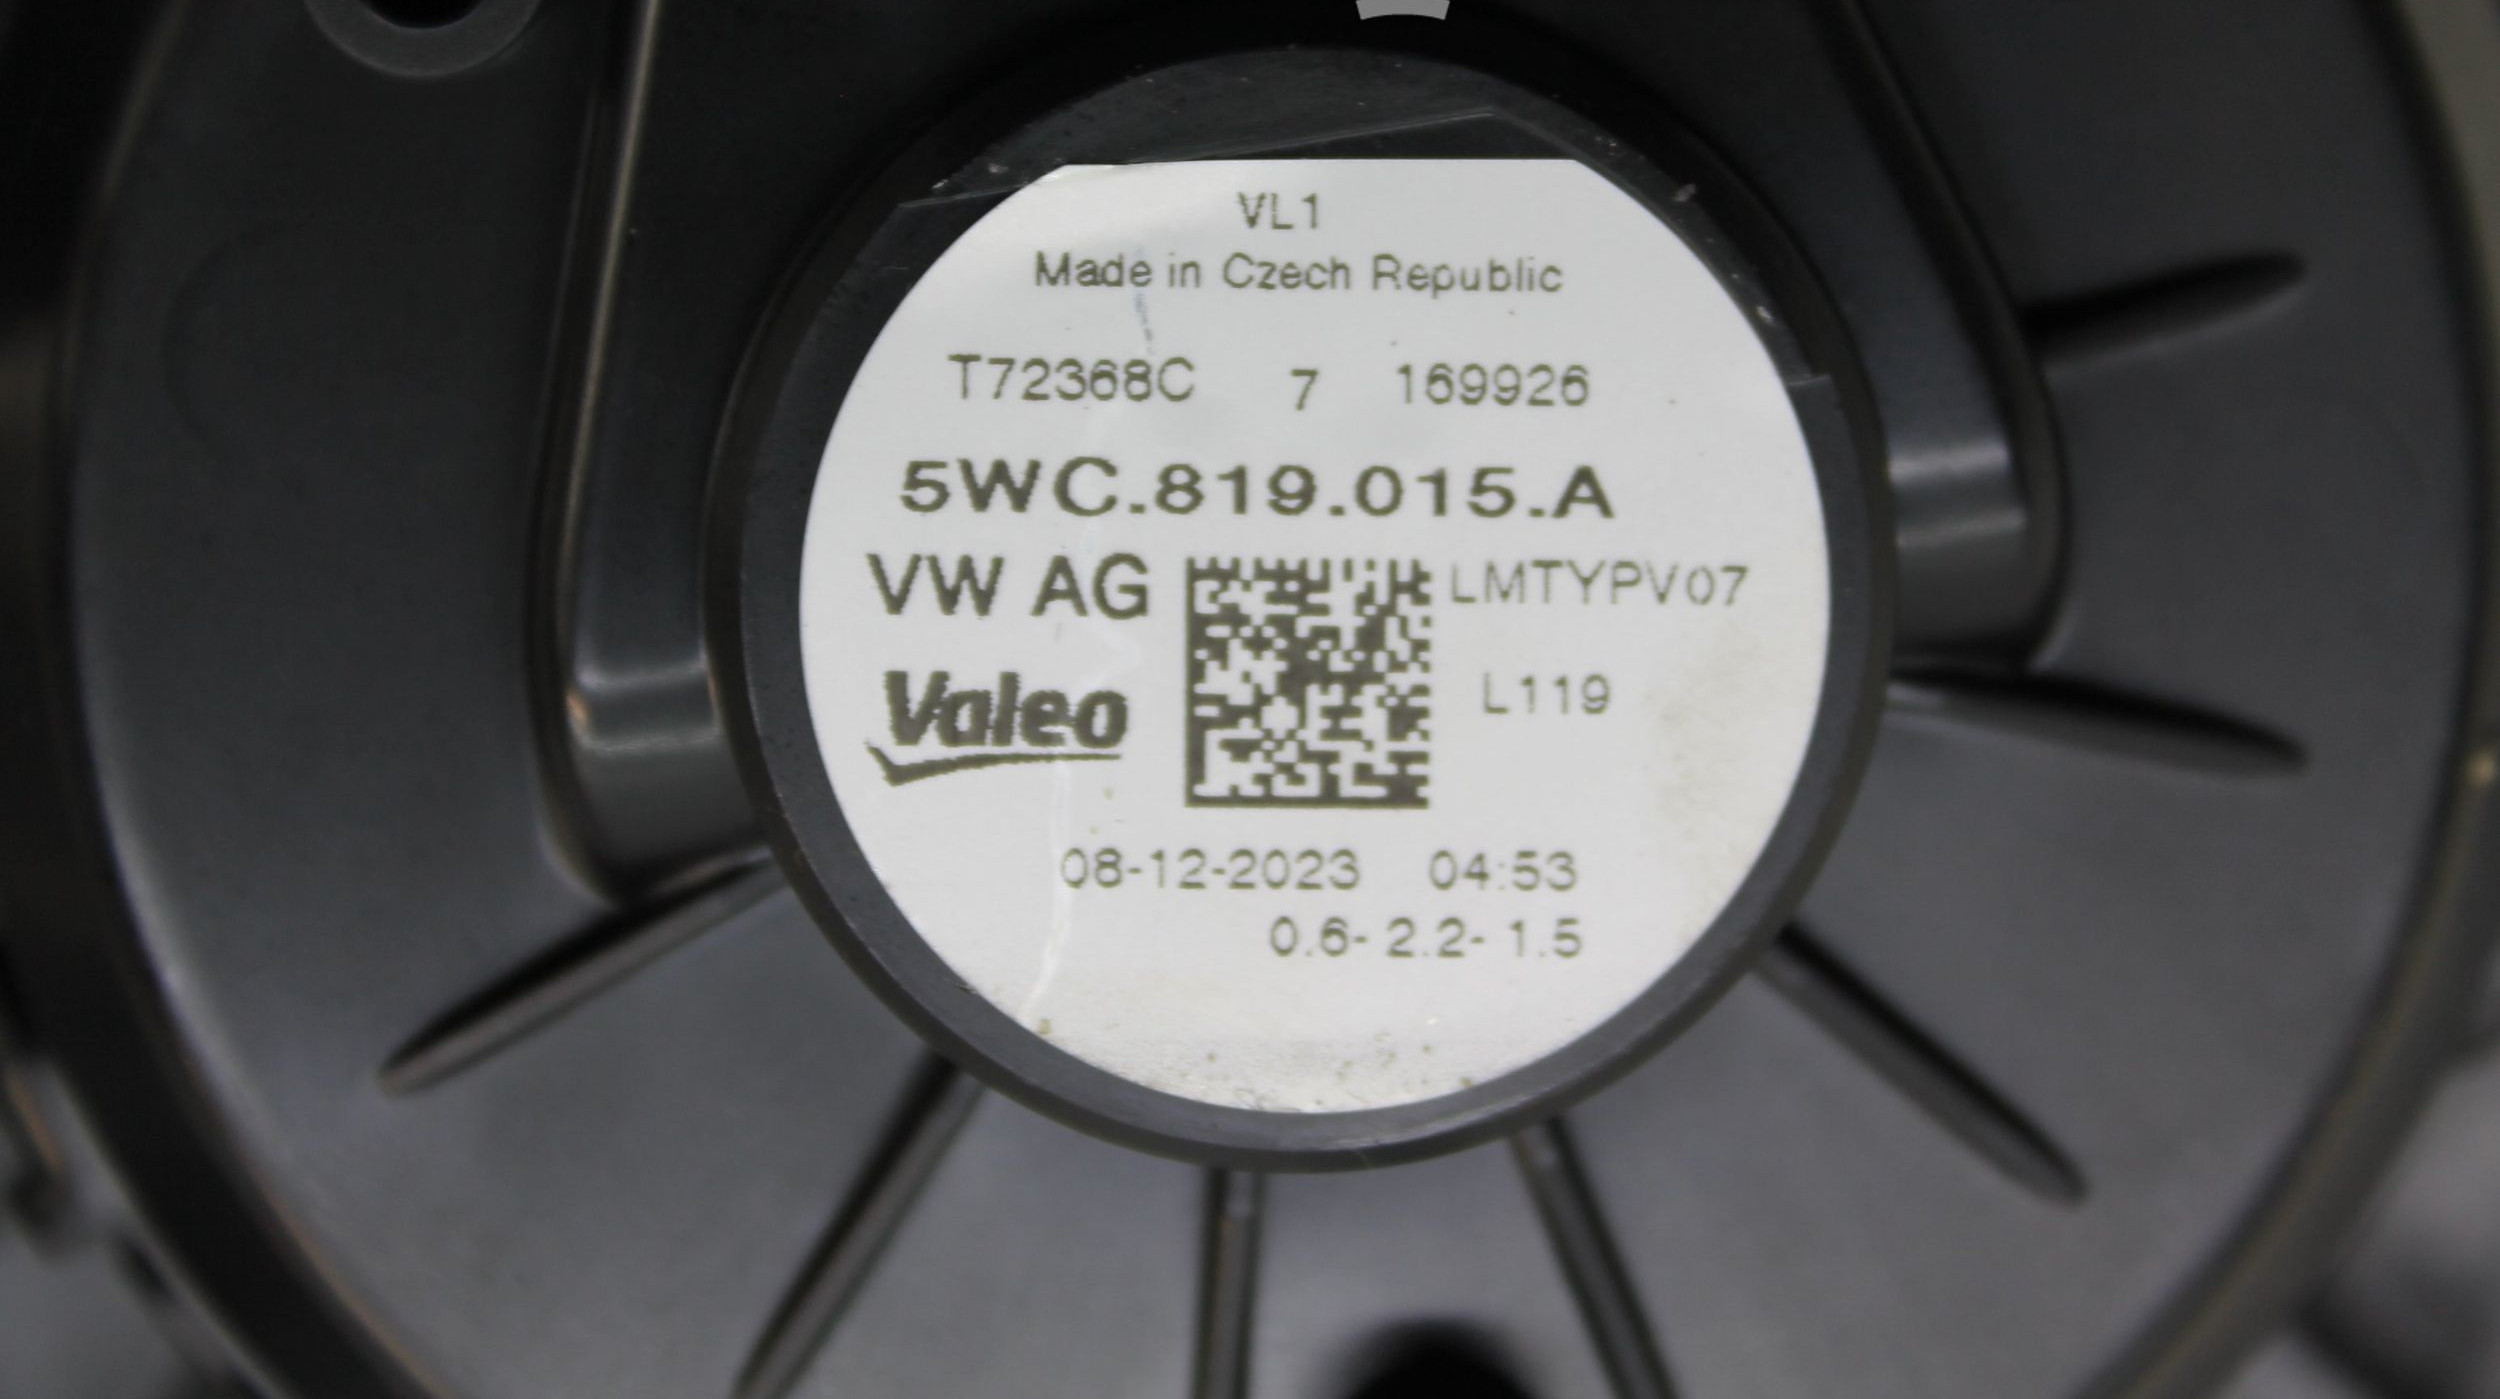 VL1
Made in Czech Republic
T72368C 7 169926
5WC.819.015.A
VW AG LMTYPV07
Valeo L119
08-12-2023 04:53
0.6- 2.2- 1.5